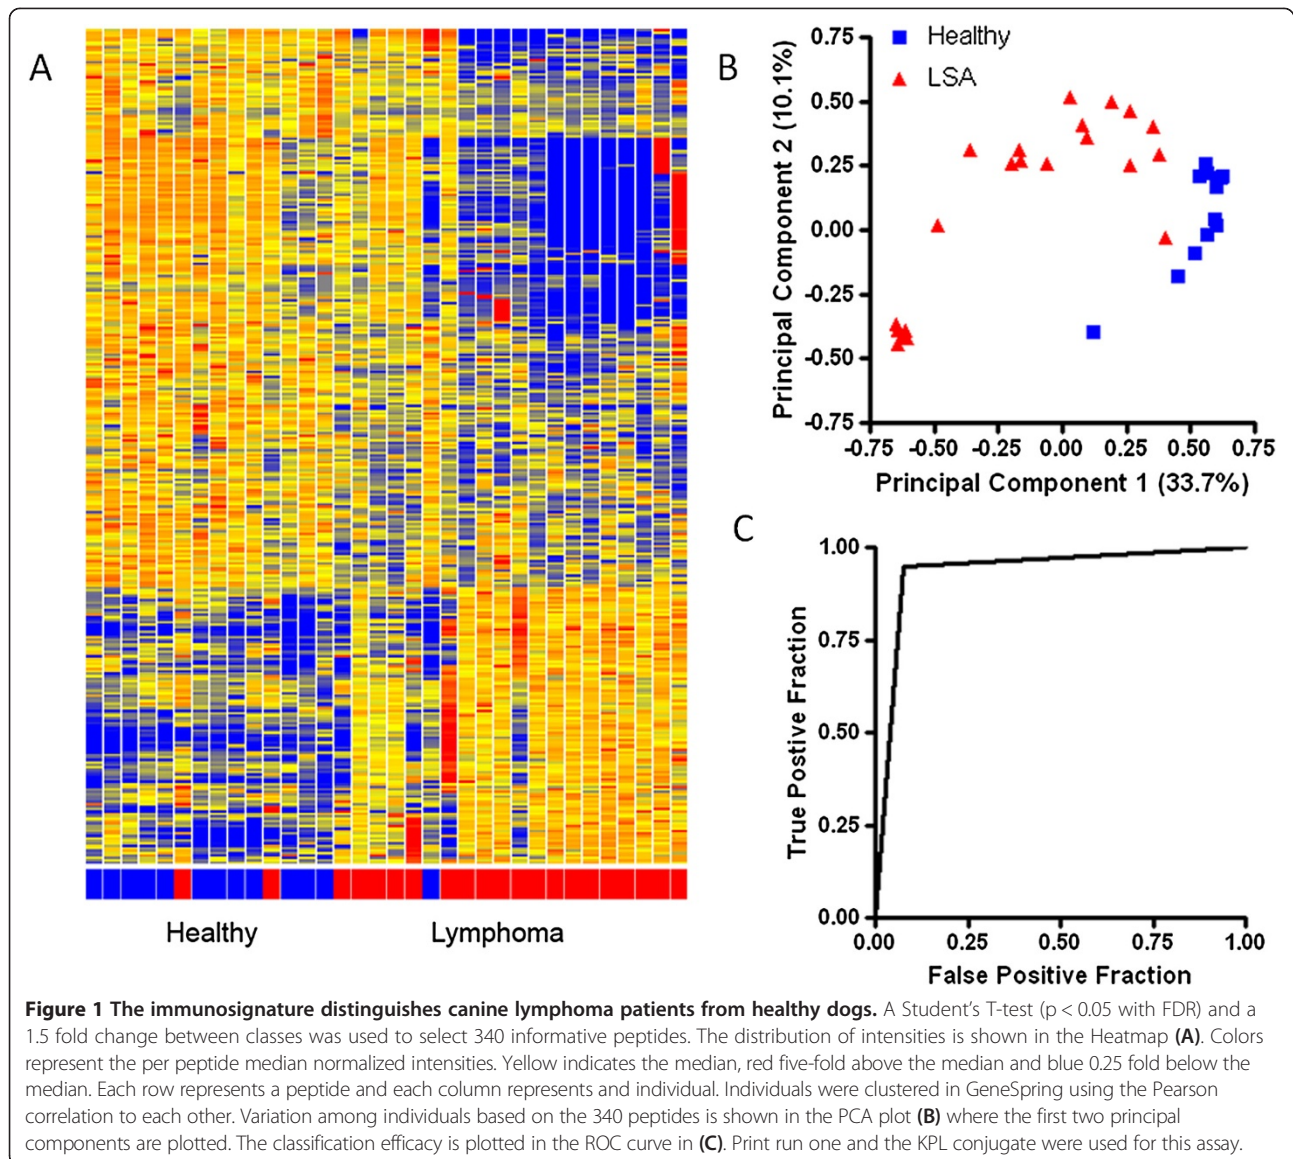 A
Healthy
Lymphoma
B
Healthy
LSA
Principal Component 2 (10.1%)
0.75
0.50
0.25
0.00
-0.25
-0.50
-0.75
-0.75 -0.50 -0.25 0.00 0.25 0.50 0.75
Principal Component 1 (33.7%)
C
True Postive Fraction
1.00
0.75
0.50
0.25
0.00
0.00 0.25 0.50 0.75 1.00
False Positive Fraction
Figure 1 The immunosignature distinguishes canine lymphoma patients from healthy dogs. A Student's T-test (p < 0.05 with FDR) and a
1.5 fold change between classes was used to select 340 informative peptides. The distribution of intensities is shown in the Heatmap (A). Colors
represent the per peptide median normalized intensities. Yellow indicates the median, red five-fold above the median and blue 0.25 fold below the
median. Each row represents a peptide and each column represents and individual. Individuals were clustered in GeneSpring using the Pearson
correlation to each other. Variation among individuals based on the 340 peptides is shown in the PCA plot (B) where the first two principal
components are plotted. The classification efficacy is plotted in the ROC curve in (C). Print run one and the KPL conjugate were used for this assay.